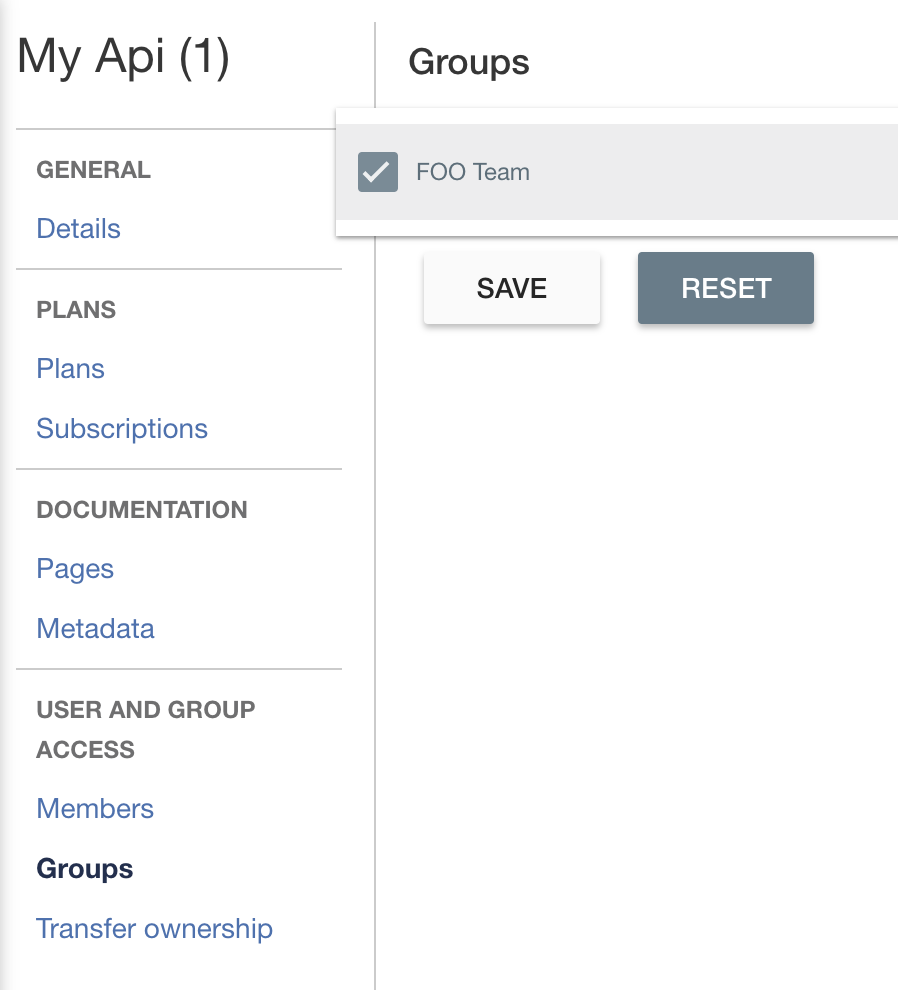 My Api (1)
GENERAL
Details
PLANS
Plans
Subscriptions
DOCUMENTATION
Pages
Metadata
USER AND GROUP
ACCESS
Members
Groups
Transfer ownership
Groups
FOO Team
SAVE
RESET